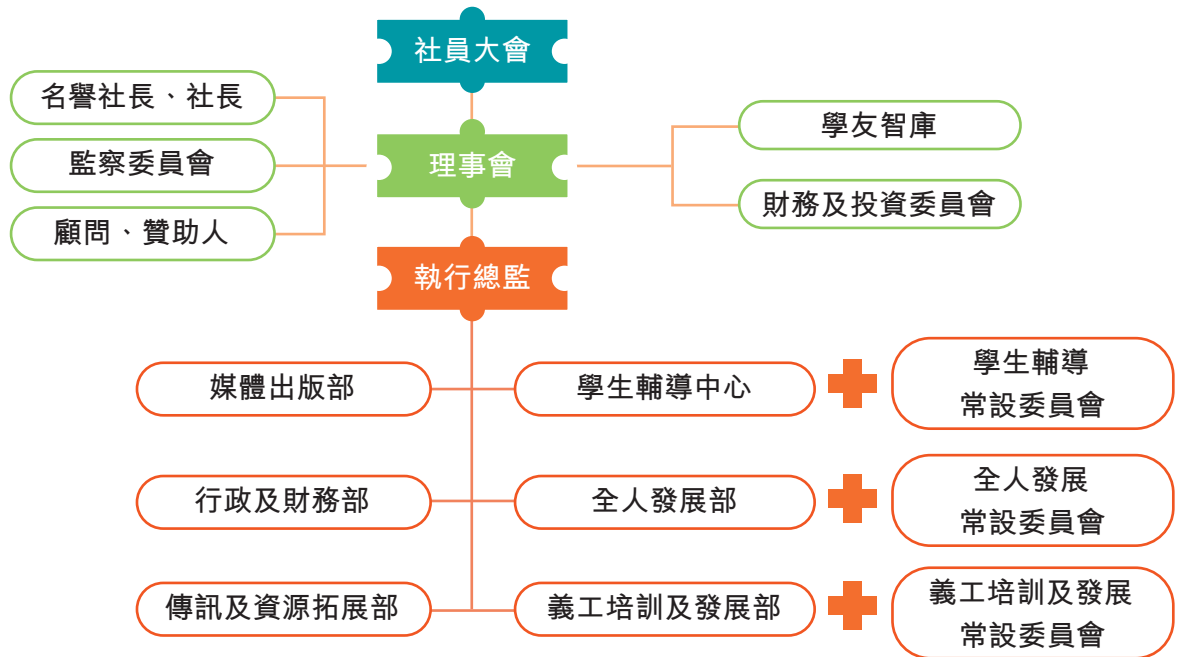 社員大會
名譽社長、社長
監察委員會
顧問、贊助人
理事會
學友智庫
財務及投資委員會
執行總監
媒體出版部
學生輔導中心
學生輔導
常設委員會
行政及財務部
全人發展部
全人發展
常設委員會
傳訊及資源拓展部
義工培訓及發展部
義工培訓及發展
常設委員會